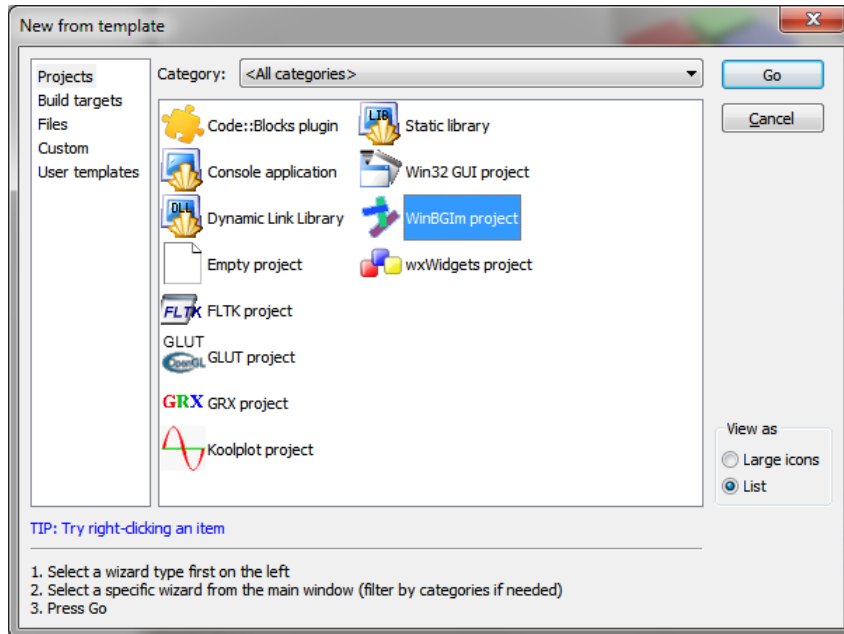 New from template
Projects
Build targets
Files
Custom
User templates
Category: <All categories>
Go
Cancel
Code::Blocks plugin
Console application
DLL
Dynamic Link Library
Empty project
FLTK
FLTK project
GLUT
OpenGL
GLUT project
GRX
GRX project
Koolplot project
LIB
Static library
Win32 GUI project
WinBGIm project
wxWidgets project
View as
Large icons
List
TIP: Try right-clicking an item
1. Select a wizard type first on the left
2. Select a specific wizard from the main window (filter by categories if needed)
3. Press Go